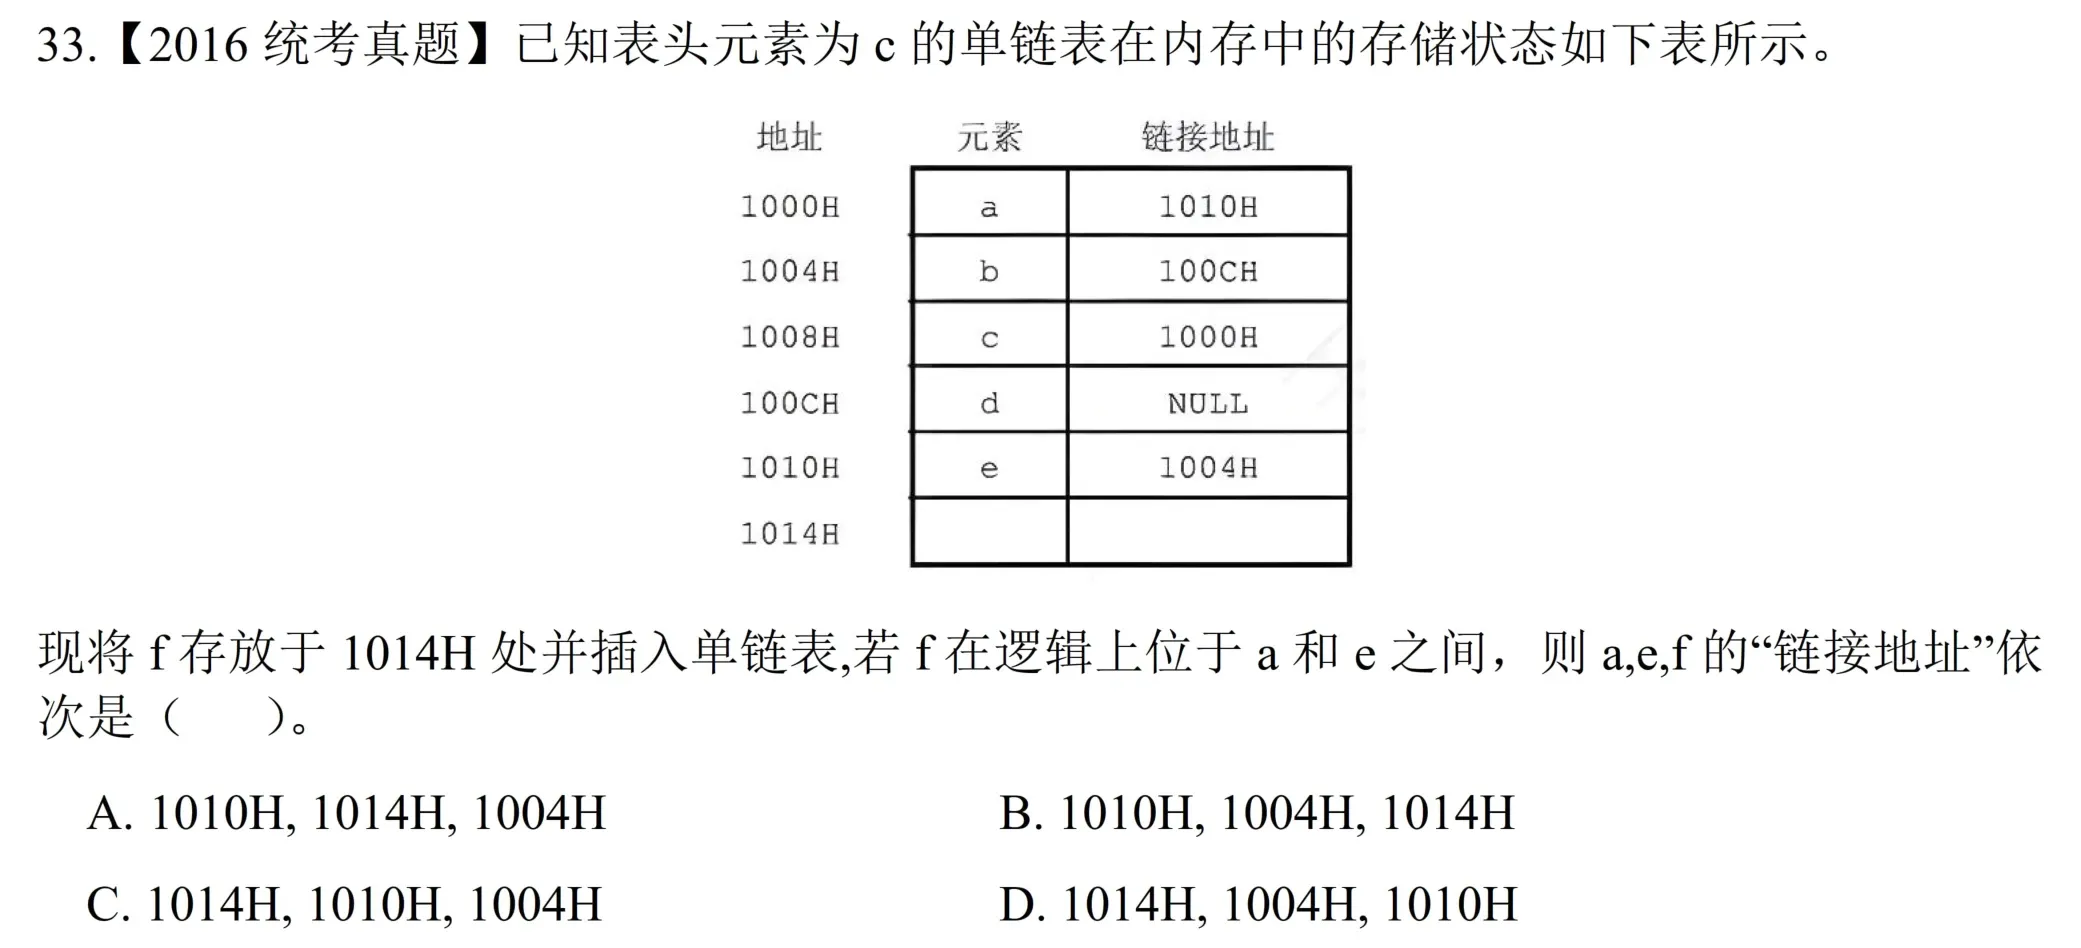 33.【2016 统考真题】已知表头元素为 c 的单链表在内存中的存储状态如下表所示。
地址 元素 链接地址
1000H a 1010H
1004H b 100CH
1008H c 1000H
100CH d NULL
1010H e 1004H
1014H
现将 f 存放于 1014H 处并插入单链表,若 f 在逻辑上位于 a 和 e 之间，则 a,e,f 的“链接地址”依
次是（ ）。
A. 1010H, 1014H, 1004H B. 1010H, 1004H, 1014H
C. 1014H, 1010H, 1004H D. 1014H, 1004H, 1010H